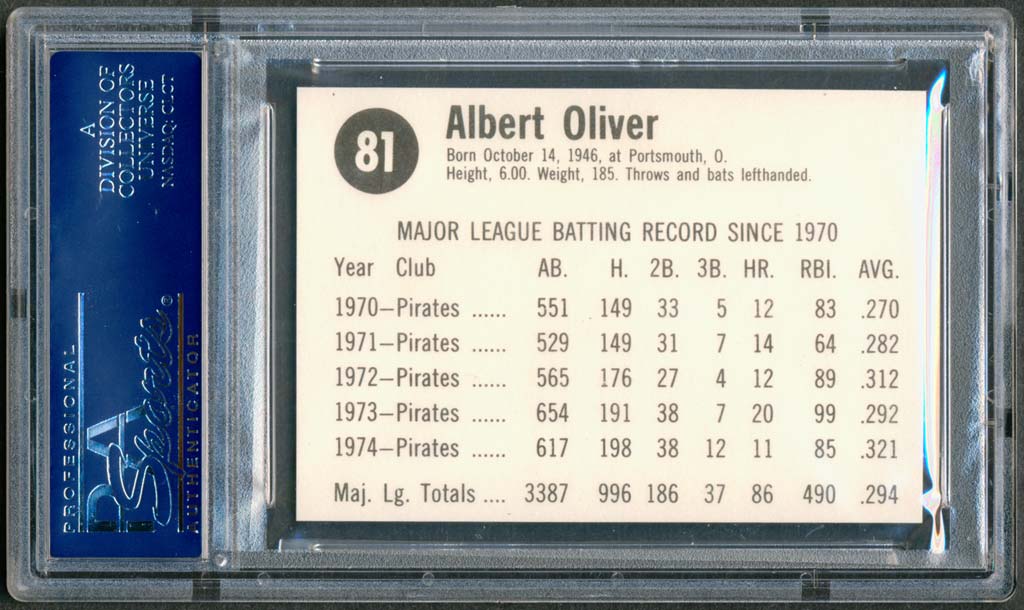 A
DIVISION OF
COLLECTORS
UNIVERSE
NASDAQ: CLCT
PROFESSIONAL
PSA
Sports®
AUTHENTICATOR
81
Albert Oliver
Born October 14, 1946, at Portsmouth, O.
Height, 6.00. Weight, 185. Throws and bats lefthanded.
MAJOR LEAGUE BATTING RECORD SINCE 1970
Year Club AB. H. 2B. 3B. HR. RBI. AVG.
1970—Pirates ...... 551 149 33 5 12 83 .270
1971—Pirates ...... 529 149 31 7 14 64 .282
1972—Pirates ...... 565 176 27 4 12 89 .312
1973—Pirates ...... 654 191 38 7 20 99 .292
1974—Pirates ...... 617 198 38 12 11 85 .321
Maj. Lg. Totals .... 3387 996 186 37 86 490 .294